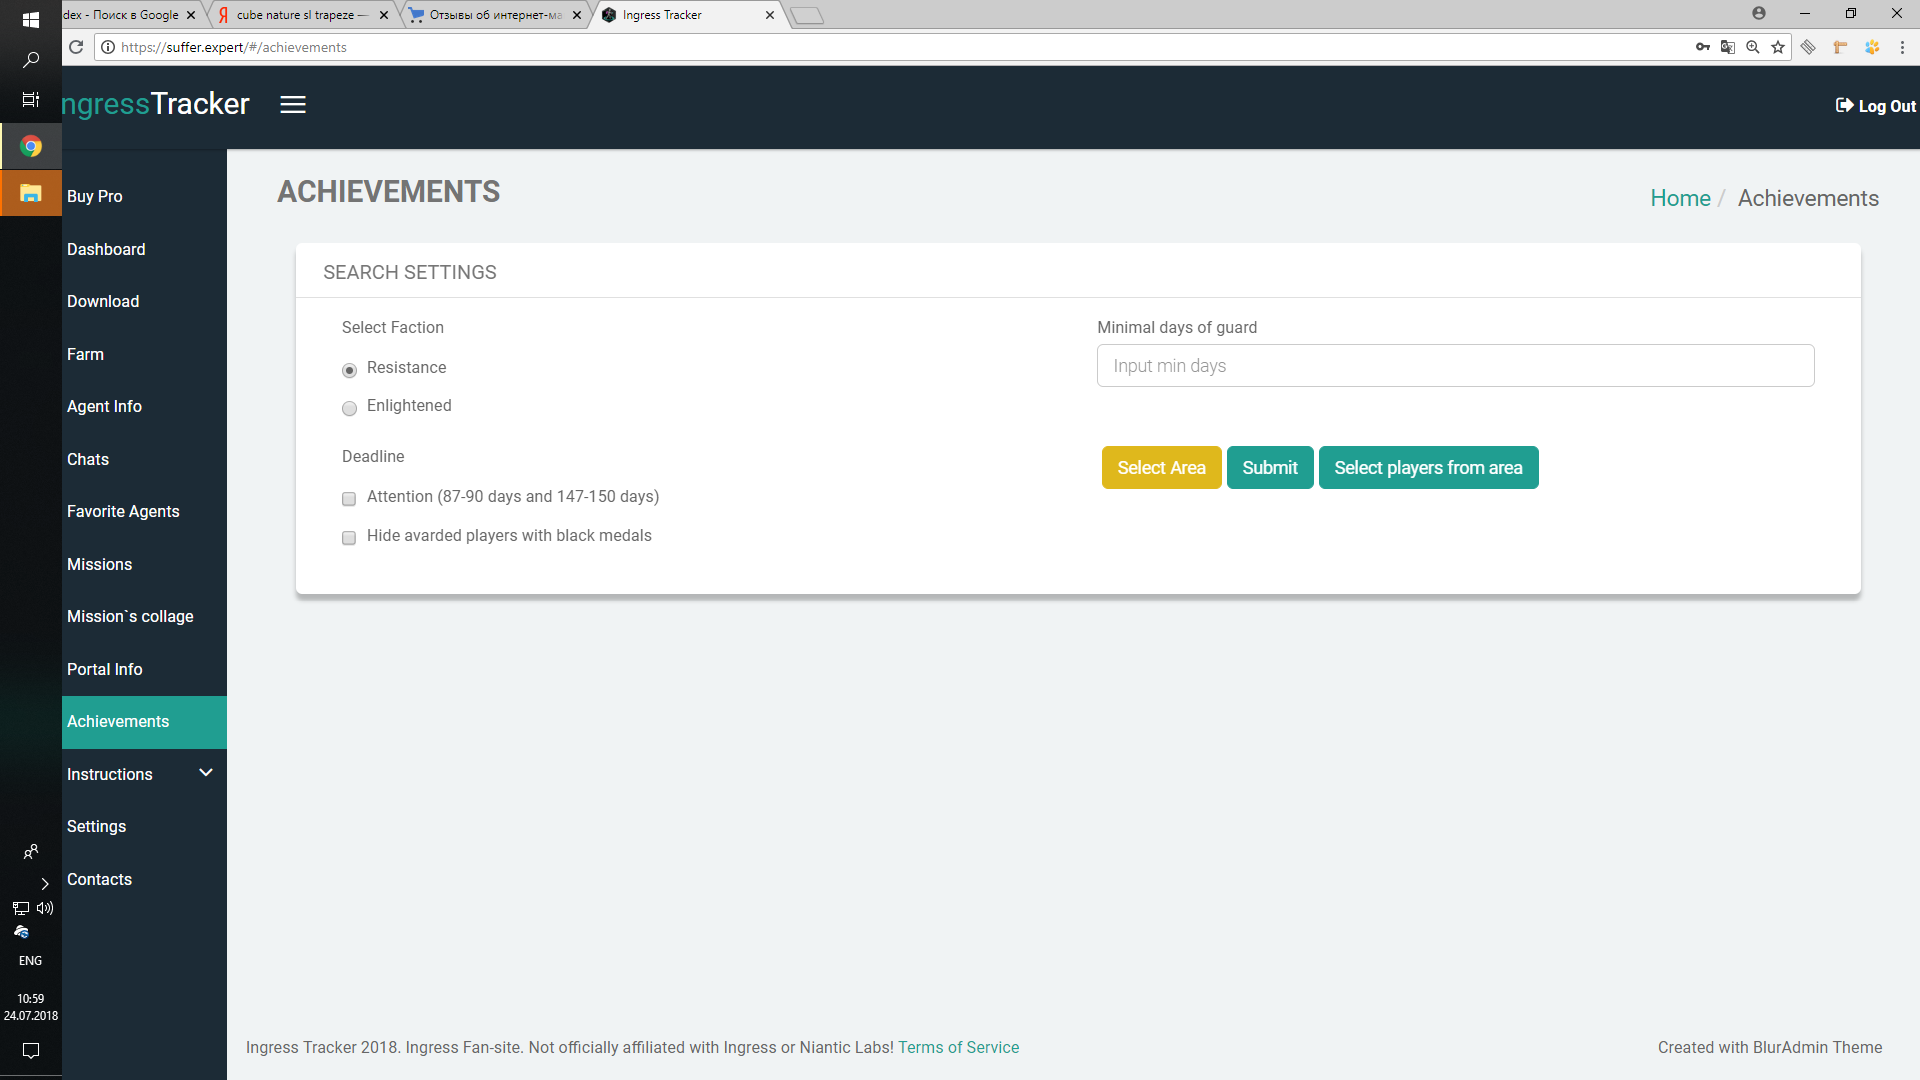 dex - Поиск в Google
Я cube nature sl trapeze —
Отзывы об интернет-ма
Ingress Tracker
https://suffer.expert/#/achievements
ngressTracker
Log Out
Buy Pro
Dashboard
Download
Farm
Agent Info
Chats
Favorite Agents
Missions
Mission`s collage
Portal Info
Achievements
Instructions
Settings
Contacts
ACHIEVEMENTS
Home / Achievements
SEARCH SETTINGS
Select Faction
Resistance
Enlightened
Deadline
Attention (87-90 days and 147-150 days)
Hide avarded players with black medals
Minimal days of guard
Input min days
Select Area
Submit
Select players from area
ENG
10:59
24.07.2018
Ingress Tracker 2018. Ingress Fan-site. Not officially affiliated with Ingress or Niantic Labs! Terms of Service
Created with BlurAdmin Theme